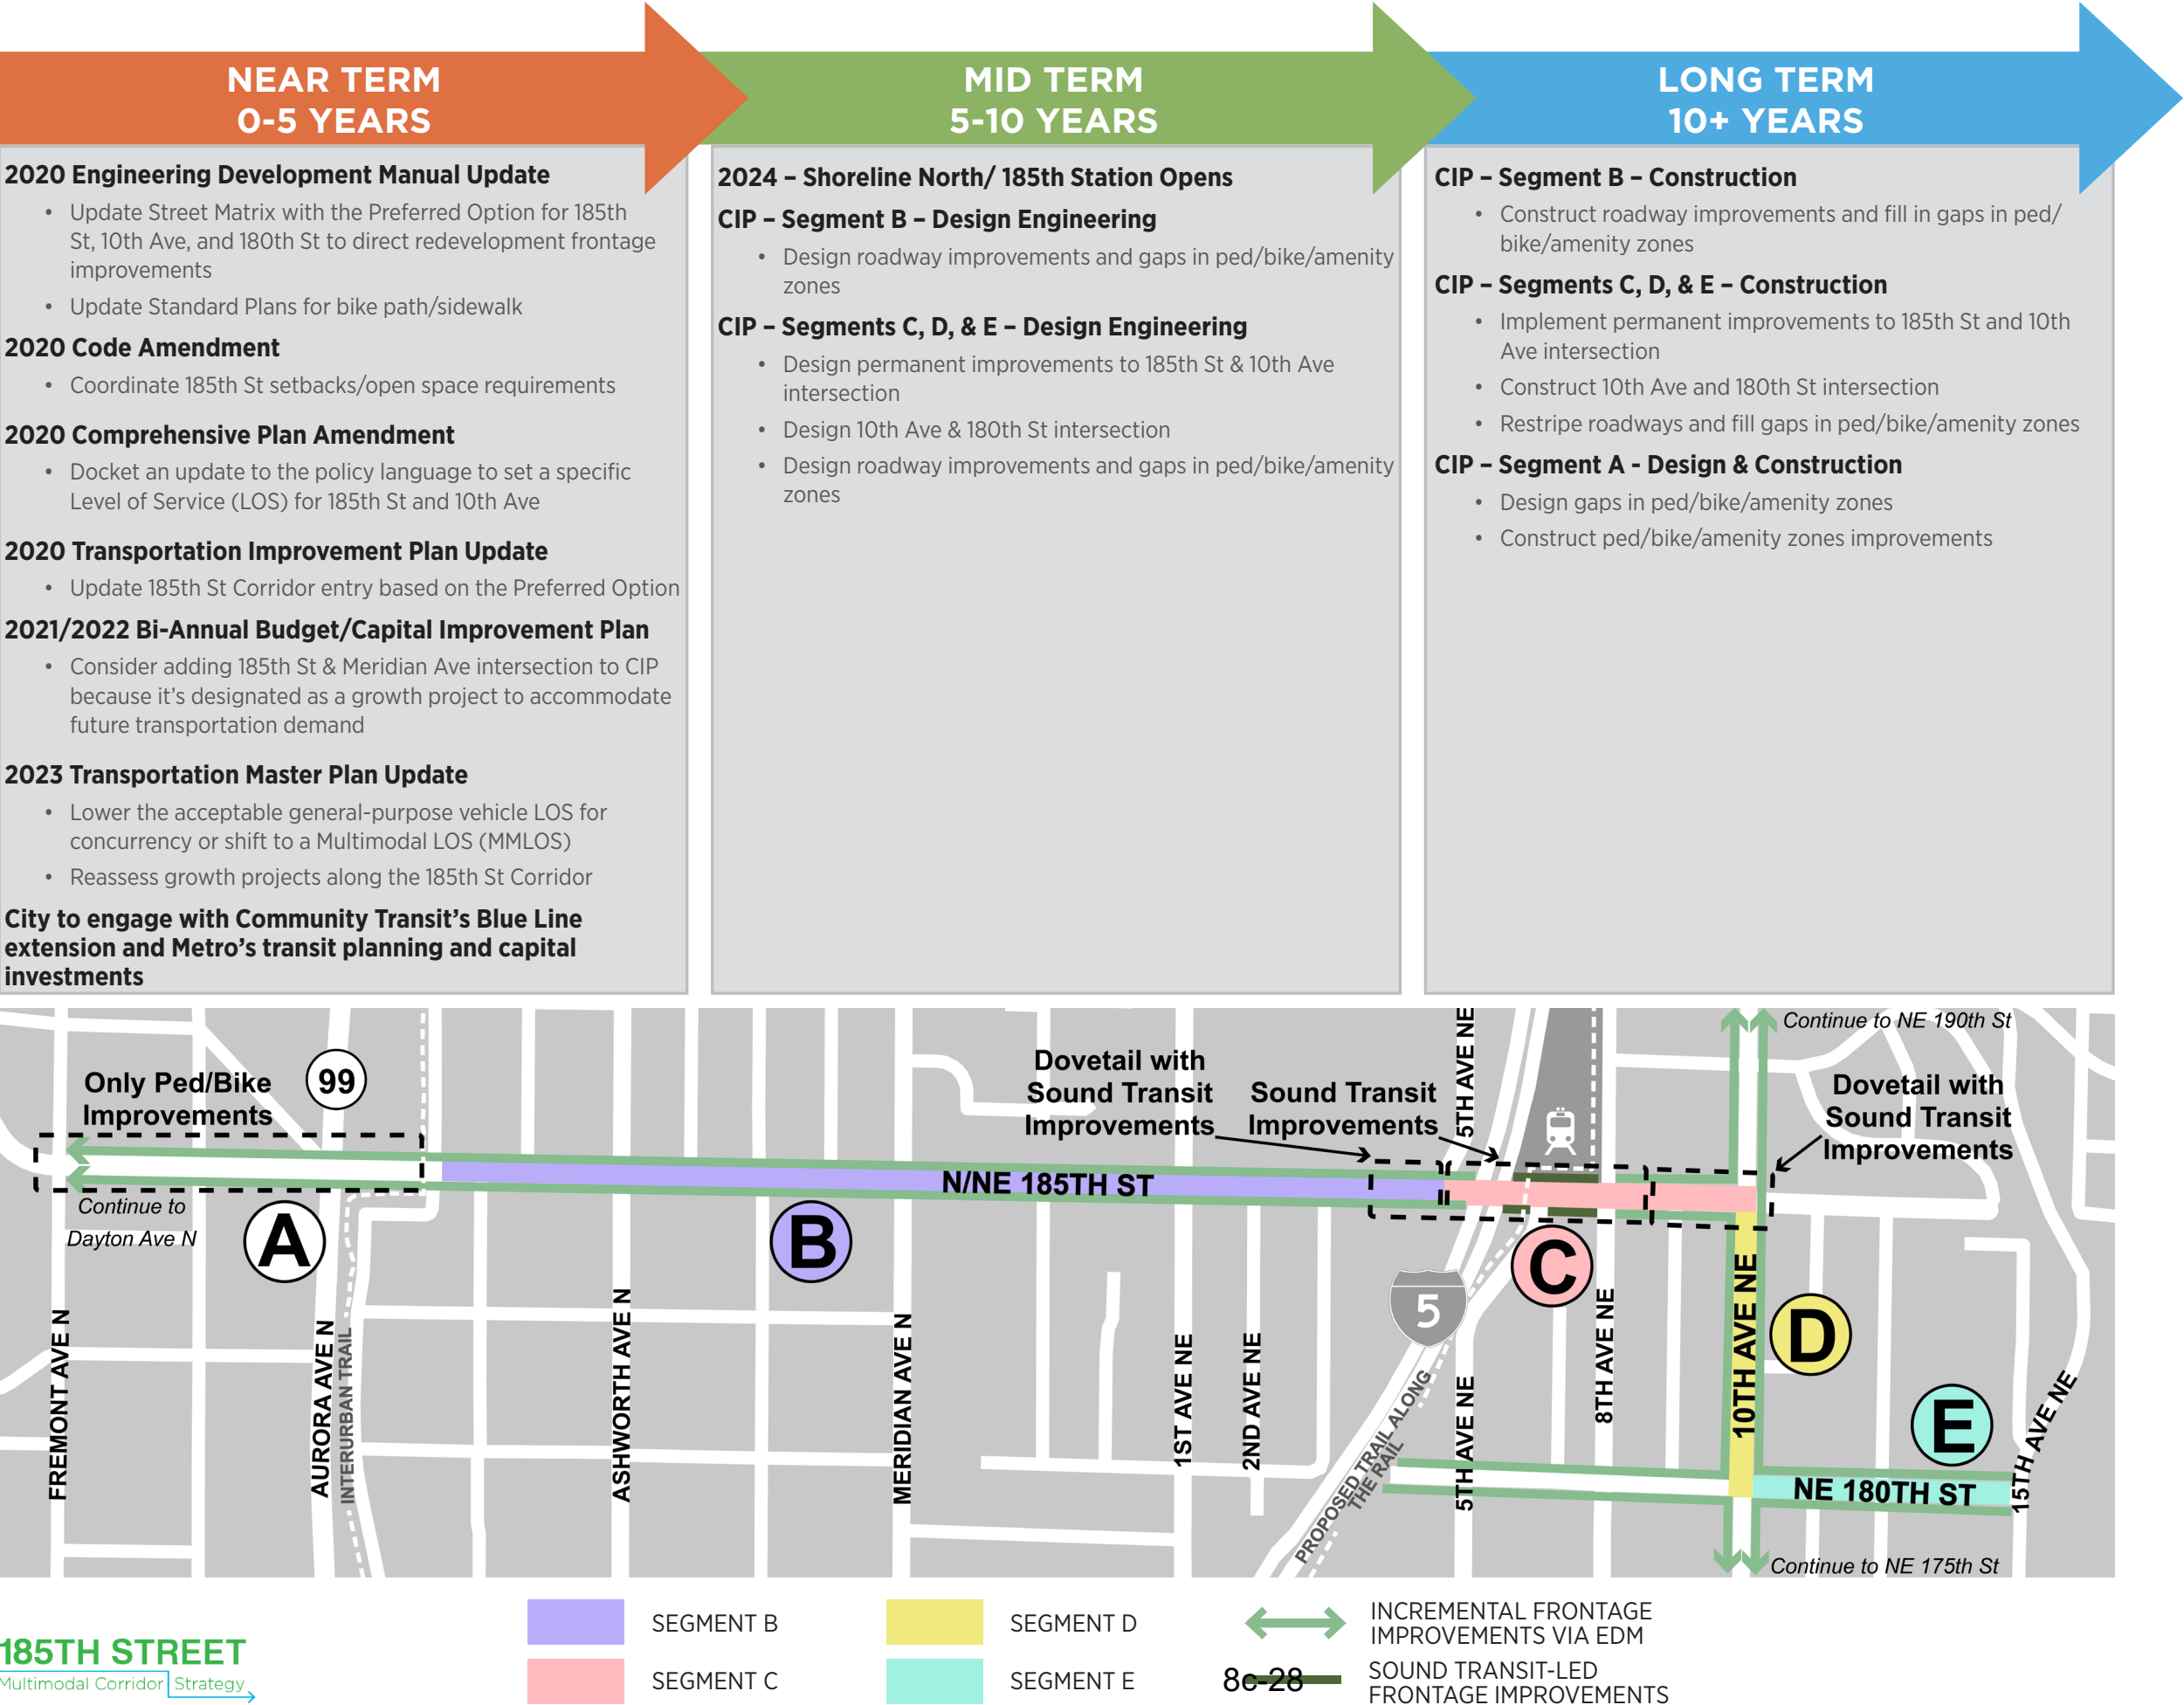 NEAR TERM
0-5 YEARS
MID TERM
5-10 YEARS
LONG TERM
10+ YEARS
2020 Engineering Development Manual Update
• Update Street Matrix with the Preferred Option for 185th
St, 10th Ave, and 180th St to direct redevelopment frontage
improvements
• Update Standard Plans for bike path/sidewalk
2020 Code Amendment
• Coordinate 185th St setbacks/open space requirements
2020 Comprehensive Plan Amendment
• Docket an update to the policy language to set a specific
Level of Service (LOS) for 185th St and 10th Ave
2020 Transportation Improvement Plan Update
• Update 185th St Corridor entry based on the Preferred Option
2021/2022 Bi-Annual Budget/Capital Improvement Plan
• Consider adding 185th St & Meridian Ave intersection to CIP
because it's designated as a growth project to accommodate
future transportation demand
2023 Transportation Master Plan Update
• Lower the acceptable general-purpose vehicle LOS for
concurrency or shift to a Multimodal LOS (MMLOS)
• Reassess growth projects along the 185th St Corridor
City to engage with Community Transit's Blue Line
extension and Metro's transit planning and capital
investments
2024 – Shoreline North/ 185th Station Opens
CIP – Segment B – Design Engineering
• Design roadway improvements and gaps in ped/bike/amenity
zones
CIP – Segments C, D, & E – Design Engineering
• Design permanent improvements to 185th St & 10th Ave
intersection
• Design 10th Ave & 180th St intersection
• Design roadway improvements and gaps in ped/bike/amenity
zones
CIP – Segment B – Construction
• Construct roadway improvements and fill in gaps in ped/
bike/amenity zones
CIP – Segments C, D, & E – Construction
• Implement permanent improvements to 185th St and 10th
Ave intersection
• Construct 10th Ave and 180th St intersection
• Restripe roadways and fill gaps in ped/bike/amenity zones
CIP – Segment A - Design & Construction
• Design gaps in ped/bike/amenity zones
• Construct ped/bike/amenity zones improvements
Only Ped/Bike
Improvements
99
Continue to
Dayton Ave N
A
B
N/NE 185TH ST
Dovetail with
Sound Transit
Improvements
Sound Transit
Improvements
5TH AVE NE
Continue to NE 190th St
Dovetail with
Sound Transit
Improvements
C
5
D
E
FREMONT AVE N
AURORA AVE N
INTERURBAN TRAIL
ASHWORTH AVE N
MERIDIAN AVE N
1ST AVE NE
2ND AVE NE
PROPOSED TRAIL ALONG
THE RAIL
5TH AVE NE
8TH AVE NE
10TH AVE NE
NE 180TH ST
15TH AVE NE
Continue to NE 175th St
185TH STREET
Multimodal Corridor Strategy
SEGMENT B
SEGMENT C
SEGMENT D
SEGMENT E
INCREMENTAL FRONTAGE
IMPROVEMENTS VIA EDM
8c-28
SOUND TRANSIT-LED
FRONTAGE IMPROVEMENTS